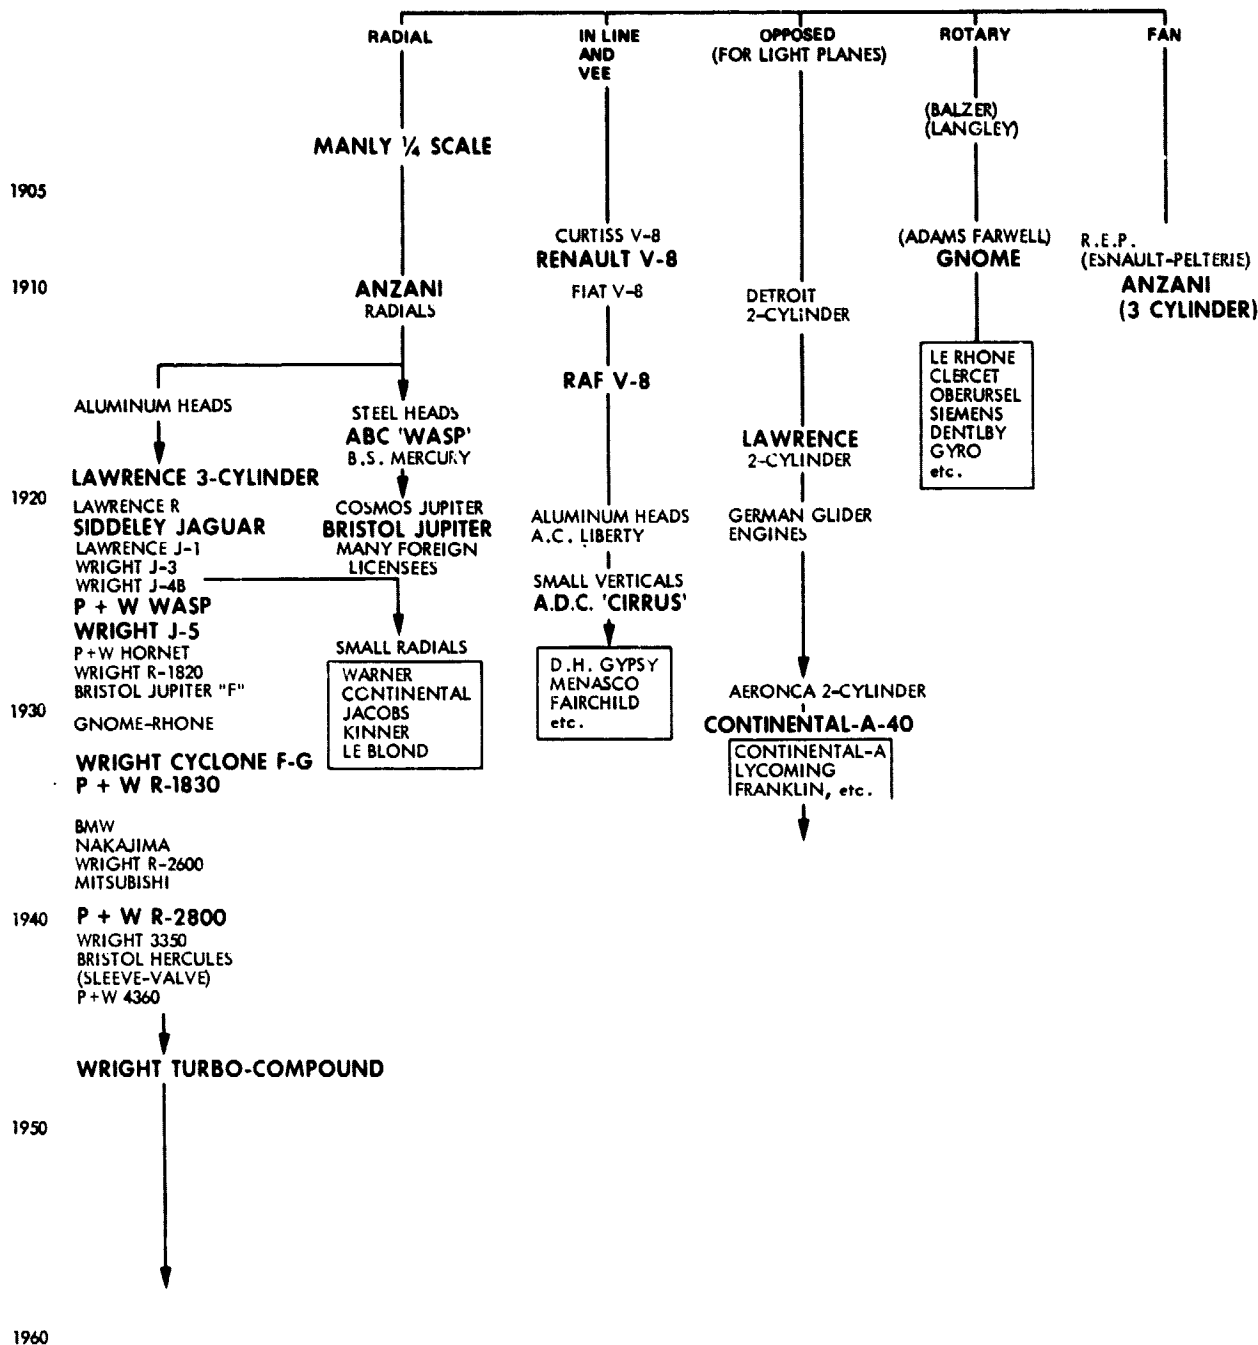 RADIAL
IN LINE
AND
VEE
OPPOSED
(FOR LIGHT PLANES)
ROTARY
FAN
(BALZER)
(LANGLEY)
MANLY ¼ SCALE
1905
CURTISS V-8
RENAULT V-8
(ADAMS FARWELL)
GNOME
R.E.P.
(ESNAULT-PELTERIE)
ANZANI
(3 CYLINDER)
1910
ANZANI
RADIALS
FIAT V-8
DETROIT
2-CYLINDER
LE RHONE
CLERCET
OBERURSEL
SIEMENS
DENTLBY
GYRO
etc.
RAF V-8
ALUMINUM HEADS
STEEL HEADS
ABC 'WASP'
B.S. MERCURY
LAWRENCE
2-CYLINDER
LAWRENCE 3-CYLINDER
1920
LAWRENCE R
SIDDELEY JAGUAR
LAWRENCE J-1
WRIGHT J-3
WRIGHT J-4B
P + W WASP
WRIGHT J-5
P+W HORNET
WRIGHT R-1820
BRISTOL JUPITER "F"
COSMOS JUPITER
BRISTOL JUPITER
MANY FOREIGN
LICENSEES
ALUMINUM HEADS
A.C. LIBERTY
GERMAN GLIDER
ENGINES
SMALL VERTICALS
A.D.C. 'CIRRUS'
SMALL RADIALS
WARNER
CONTINENTAL
JACOBS
KINNER
LE BLOND
D.H. GYPSY
MENASCO
FAIRCHILD
etc.
AERONCA 2-CYLINDER
CONTINENTAL-A-40
CONTINENTAL-A
LYCOMING
FRANKLIN, etc.
1930
GNOME-RHONE
WRIGHT CYCLONE F-G
P + W R-1830
BMW
NAKAJIMA
WRIGHT R-2600
MITSUBISHI
1940
P + W R-2800
WRIGHT 3350
BRISTOL HERCULES
(SLEEVE-VALVE)
P+W 4360
WRIGHT TURBO-COMPOUND
1950
1960